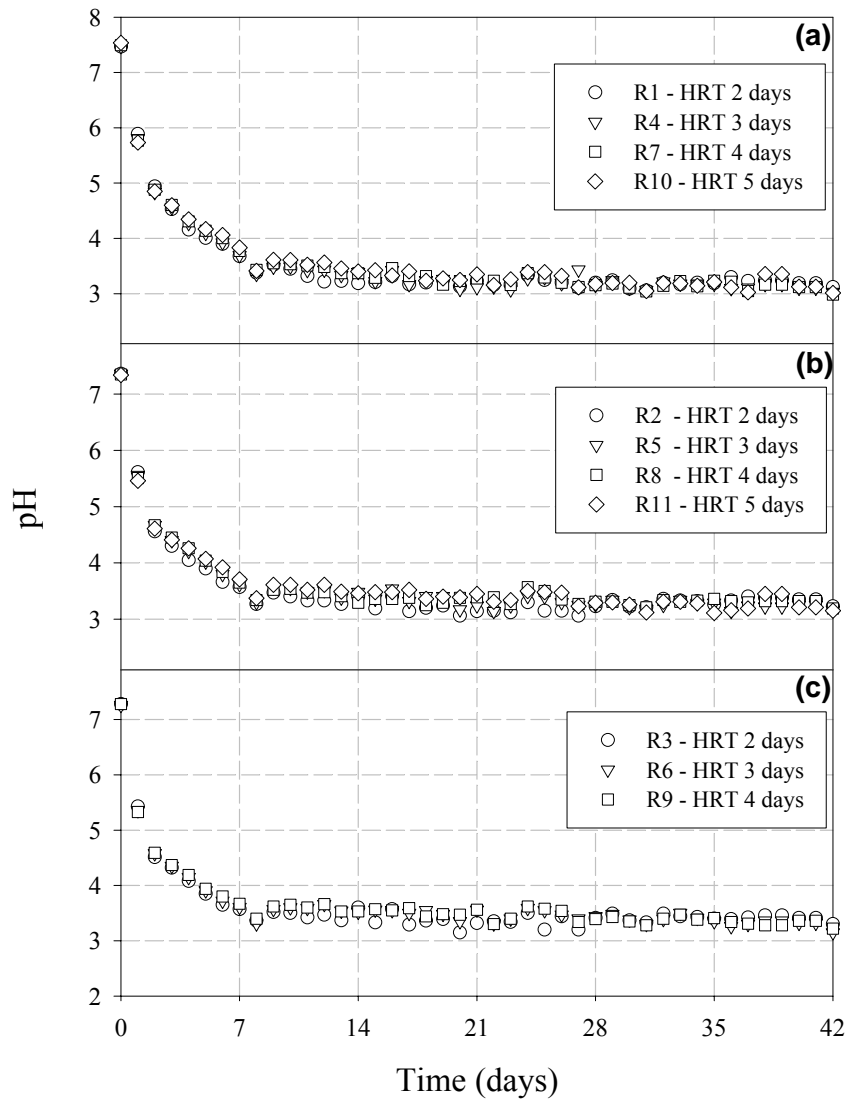 (a)
8
7
6
5
4
3
R1 - HRT 2 days
R4 - HRT 3 days
R7 - HRT 4 days
R10 - HRT 5 days
(b)
7
6
5
4
3
R2 - HRT 2 days
R5 - HRT 3 days
R8 - HRT 4 days
R11 - HRT 5 days
pH
(c)
7
6
5
4
3
2
R3 - HRT 2 days
R6 - HRT 3 days
R9 - HRT 4 days
0 7 14 21 28 35 42
Time (days)